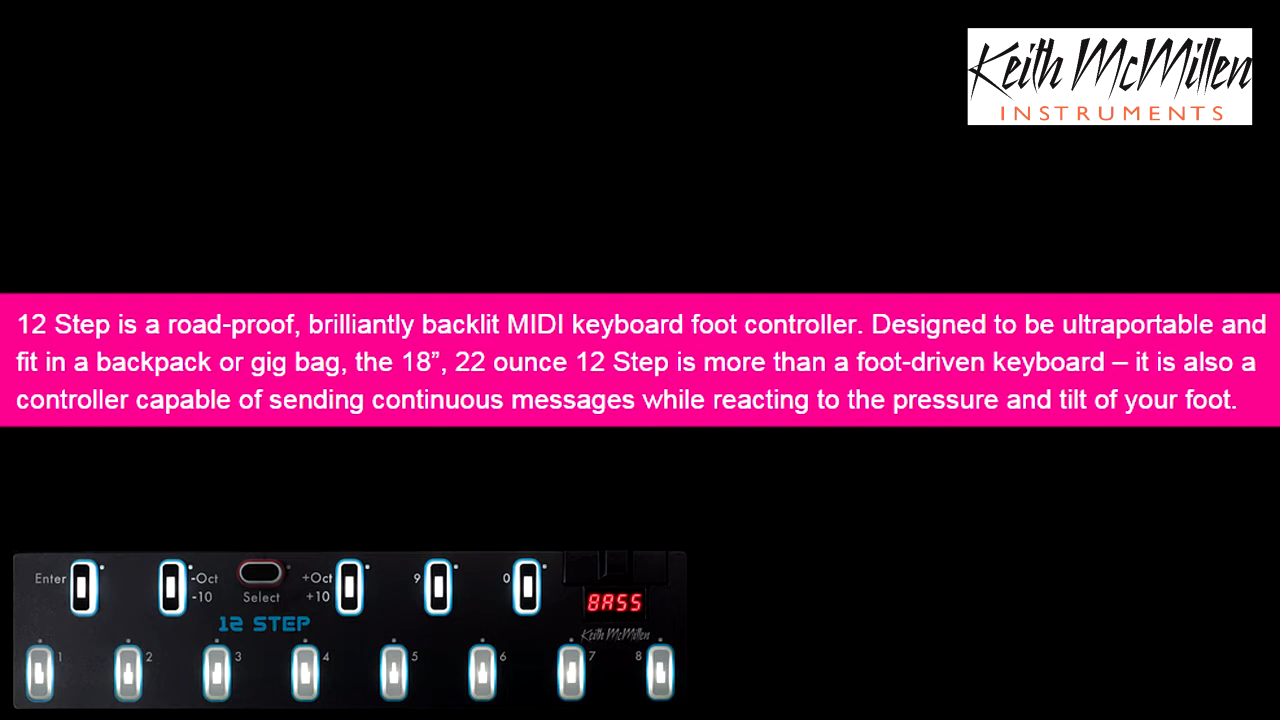 Keith McMillen
INSTRUMENTS
12 Step is a road-proof, brilliantly backlit MIDI keyboard foot controller. Designed to be ultraportable and
fit in a backpack or gig bag, the 18”, 22 ounce 12 Step is more than a foot-driven keyboard – it is also a
controller capable of sending continuous messages while reacting to the pressure and tilt of your foot.
Enter -Oct +Oct 9 0
-10 Select +10
BASS
12 STEP
Keith McMillen
1 2 3 4 5 6 7 8